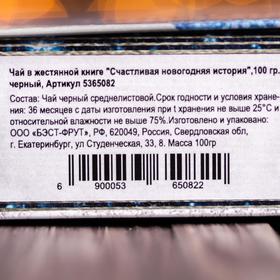 Чай в жестянной книге "Счастливая новогодняя история",100 гр.
черный, Артикул 5365082
Состав: Чай черный среднелистовой.Срок годности и условия хране-
ния: 36 месяцев с даты изготовления при t хранения не выше 25°С и
относительной влажности не выше 75%.Изготовлено и упаковано:
ООО «БЭСТ-ФРУТ», РФ, 620049, Россия, Свердловская обл,
г. Екатеринбург, ул Студенческая, 33, 8. Масса 100гр
6 900053 650822